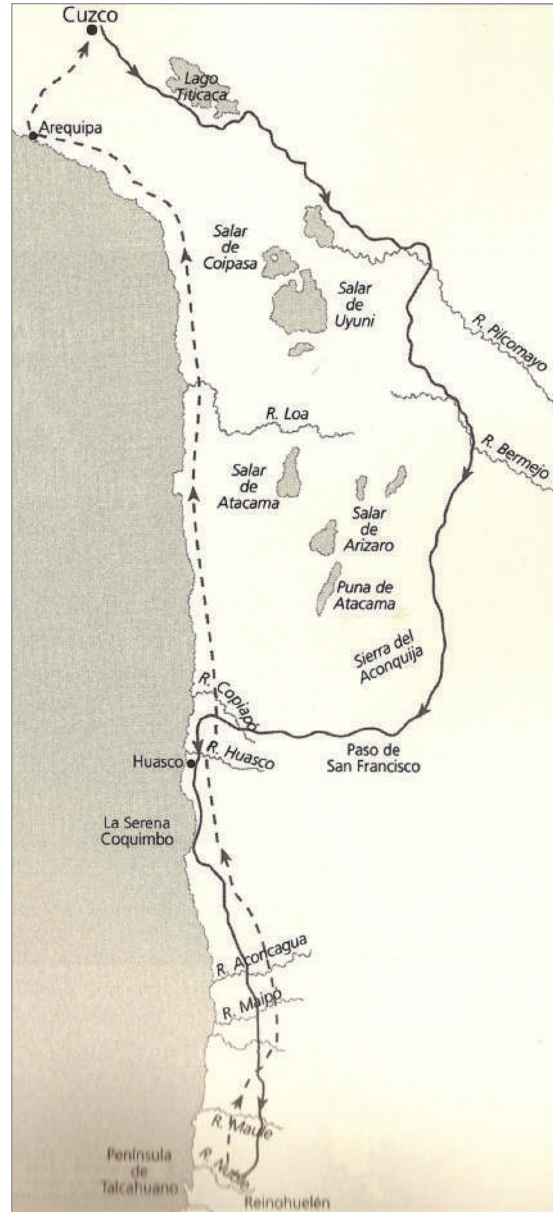 Cuzco
Lago
Titicaca
Arequipa
Salar
de
Coipasa
Salar
de
Uyuni
R. Pilcomayo
R. Loa
R. Bermejo
Salar
de
Atacama
Salar
de
Arizaro
Puna de
Atacama
Sierra del
Aconquija
R. Copiapó
Paso de
San Francisco
R. Huasco
Huasco
La Serena
Coquimbo
R. Aconcagua
R. Maipo
R. Maule
Península
de
Talcahuano
R. Ñuble
Reinohuelén